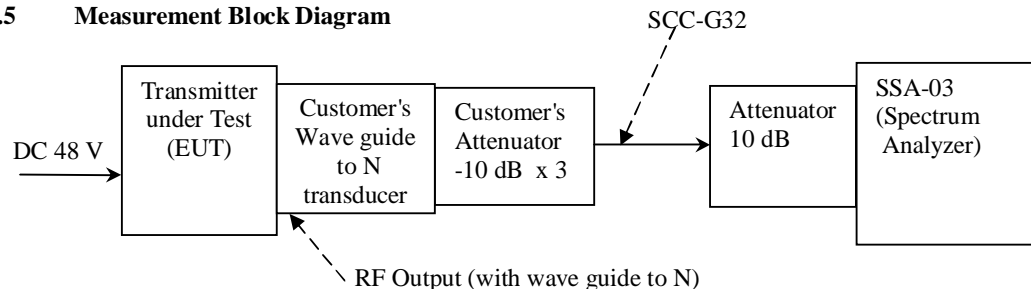 .5 Measurement Block Diagram
SCC-G32
DC 48 V
Transmitter
under Test
(EUT)
Customer's
Wave guide
to N
transducer
Customer's
Attenuator
-10 dB x 3
Attenuator
10 dB
SSA-03
(Spectrum
Analyzer)
RF Output (with wave guide to N)